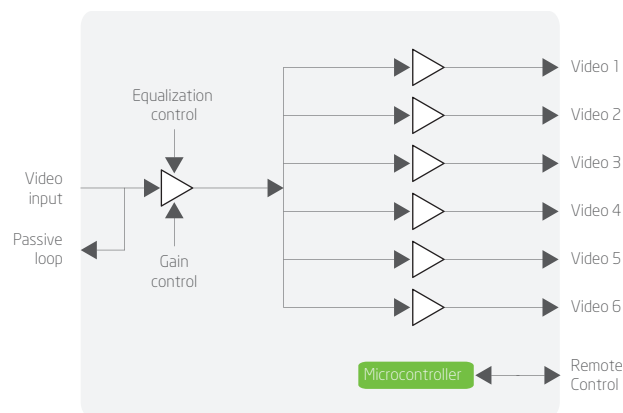 Equalization
control
Video
input
Passive
loop
Gain
control
Video 1
Video 2
Video 3
Video 4
Video 5
Video 6
Microcontroller
Remote
Control